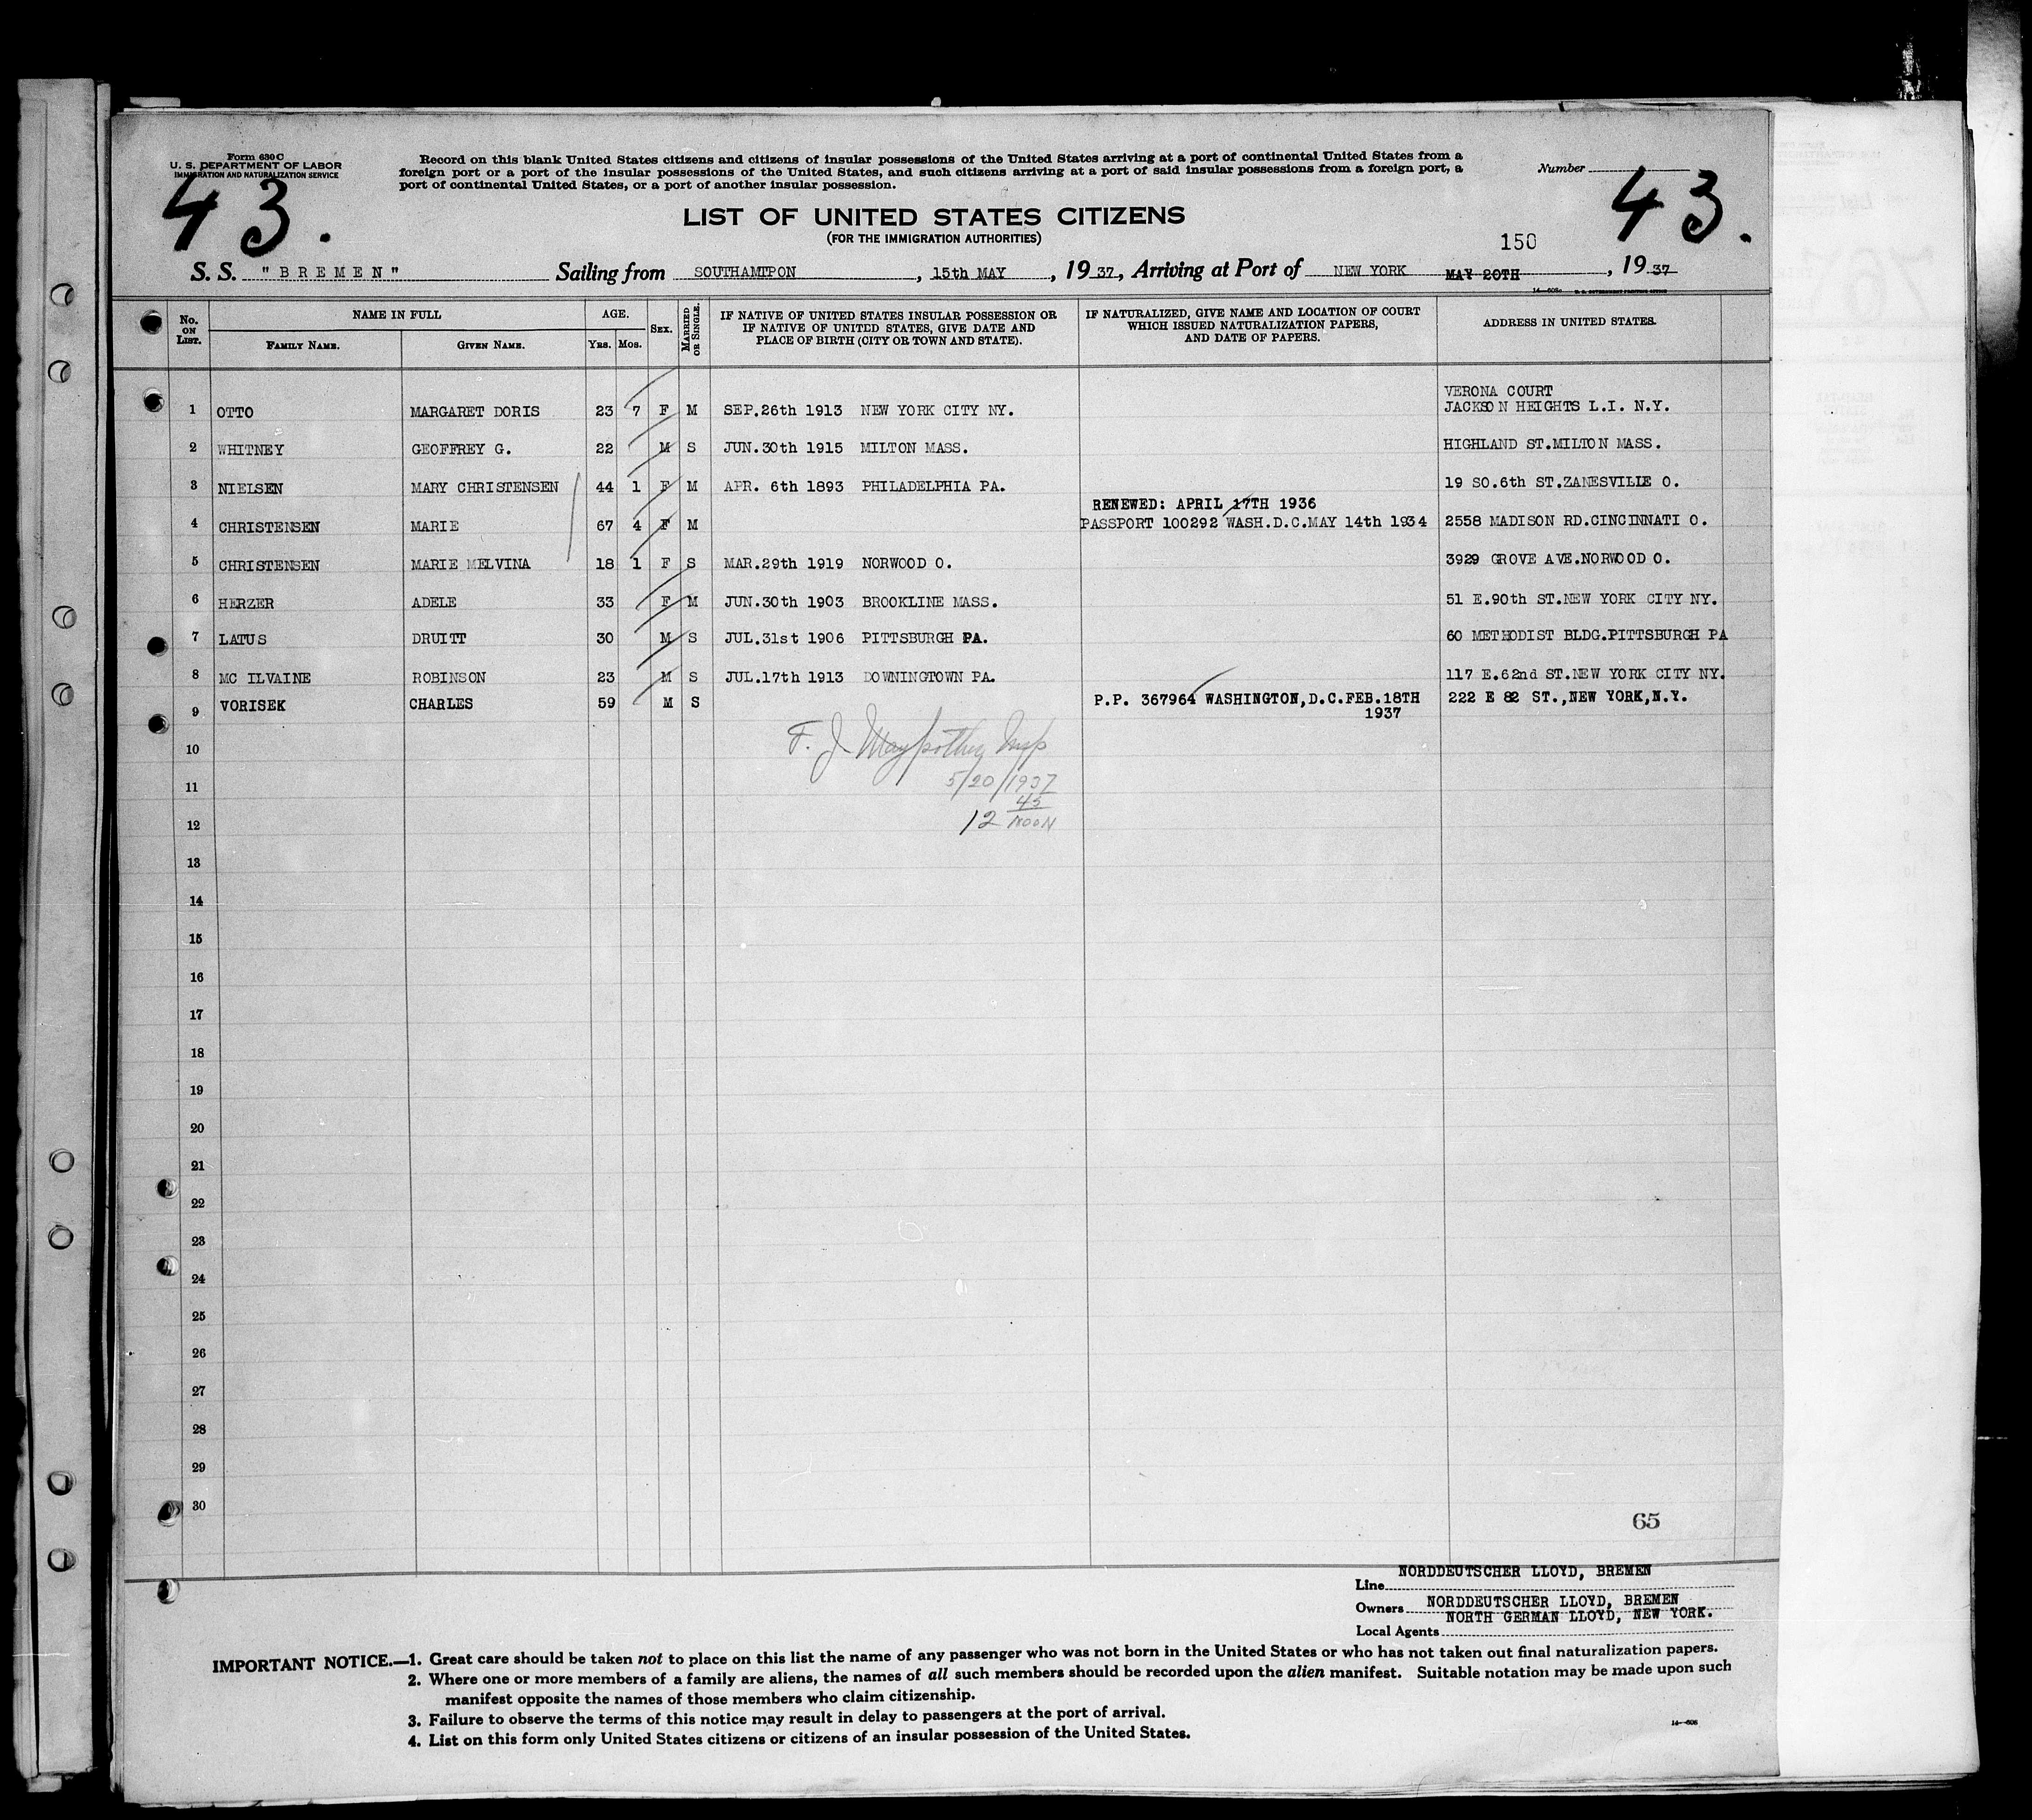 Form 630 C
U. S. DEPARTMENT OF LABOR
IMMIGRATION AND NATURALIZATION SERVICE
Record on this blank United States citizens and citizens of insular possessions of the United States arriving at a port of continental United States from a
foreign port or a port of the insular possessions of the United States, and such citizens arriving at a port of said insular possessions from a foreign port, a
port of continental United States, or a port of another insular possession.
Number
43.
43.
LIST OF UNITED STATES CITIZENS
(FOR THE IMMIGRATION AUTHORITIES)
150
S. S. "BREMEN" Sailing from SOUTHAMTPON, 15th MAY, 1937, Arriving at Port of NEW YORK MAY 20TH, 1937
No. ON LIST. NAME IN FULL AGE. SEX. MARRIED OR SINGLE. IF NATIVE OF UNITED STATES INSULAR POSSESSION OR IF NATIVE OF UNITED STATES, GIVE DATE AND PLACE OF BIRTH (CITY OR TOWN AND STATE). IF NATURALIZED, GIVE NAME AND LOCATION OF COURT WHICH ISSUED NATURALIZATION PAPERS, AND DATE OF PAPERS. ADDRESS IN UNITED STATES.
FAMILY NAME. GIVEN NAME. YRS. MOS.
VERONA COURT
1 OTTO MARGARET DORIS 23 7 F M SEP.26th 1913 NEW YORK CITY NY. JACKSON HEIGHTS L.I. N.Y.
2 WHITNEY GEOFFREY G. 22 M S JUN.30th 1915 MILTON MASS. HIGHLAND ST.MILTON MASS.
3 NIELSEN MARY CHRISTENSEN 44 1 F M APR. 6th 1893 PHILADELPHIA PA. 19 SO.6th ST.ZANESVILLE O.
RENEWED: APRIL 17TH 1936
4 CHRISTENSEN MARIE 67 4 F M PASSPORT 100292 WASH.D.C.MAY 14th 1934 2558 MADISON RD.CINCINNATI O.
5 CHRISTENSEN MARIE MELVINA 18 1 F S MAR.29th 1919 NORWOOD O. 3929 GROVE AVE.NORWOOD O.
6 HERZER ADELE 33 F M JUN.30th 1903 BROOKLINE MASS. 51 E.90th ST.NEW YORK CITY NY.
7 LATUS DRUITT 30 M S JUL.31st 1906 PITTSBURGH PA. 60 METHODIST BLDG.PITTSBURGH PA
8 MC ILVAINE ROBINSON 23 M S JUL.17th 1913 DOWNINGTOWN PA. 117 E.62nd ST.NEW YORK CITY NY.
9 VORISEK CHARLES 59 M S P.P. 367964 WASHINGTON,D.C.FEB.18TH 222 E 82 ST.,NEW YORK,N.Y.
1937
10
F. J.
11
5/20/1937
45
12
12 NOON
13
14
15
16
17
18
19
20
21
22
23
24
25
26
27
28
29
30
65
Line NORDDEUTSCHER LLOYD, BREMEN
Owners NORDDEUTSCHER LLOYD, BREMEN
Local Agents NORTH GERMAN LLOYD, NEW YORK.
IMPORTANT NOTICE.—1. Great care should be taken not to place on this list the name of any passenger who was not born in the United States or who has not taken out final naturalization papers.
2. Where one or more members of a family are aliens, the names of all such members should be recorded upon the alien manifest. Suitable notation may be made upon such
manifest opposite the names of those members who claim citizenship.
3. Failure to observe the terms of this notice may result in delay to passengers at the port of arrival.
4. List on this form only United States citizens or citizens of an insular possession of the United States.